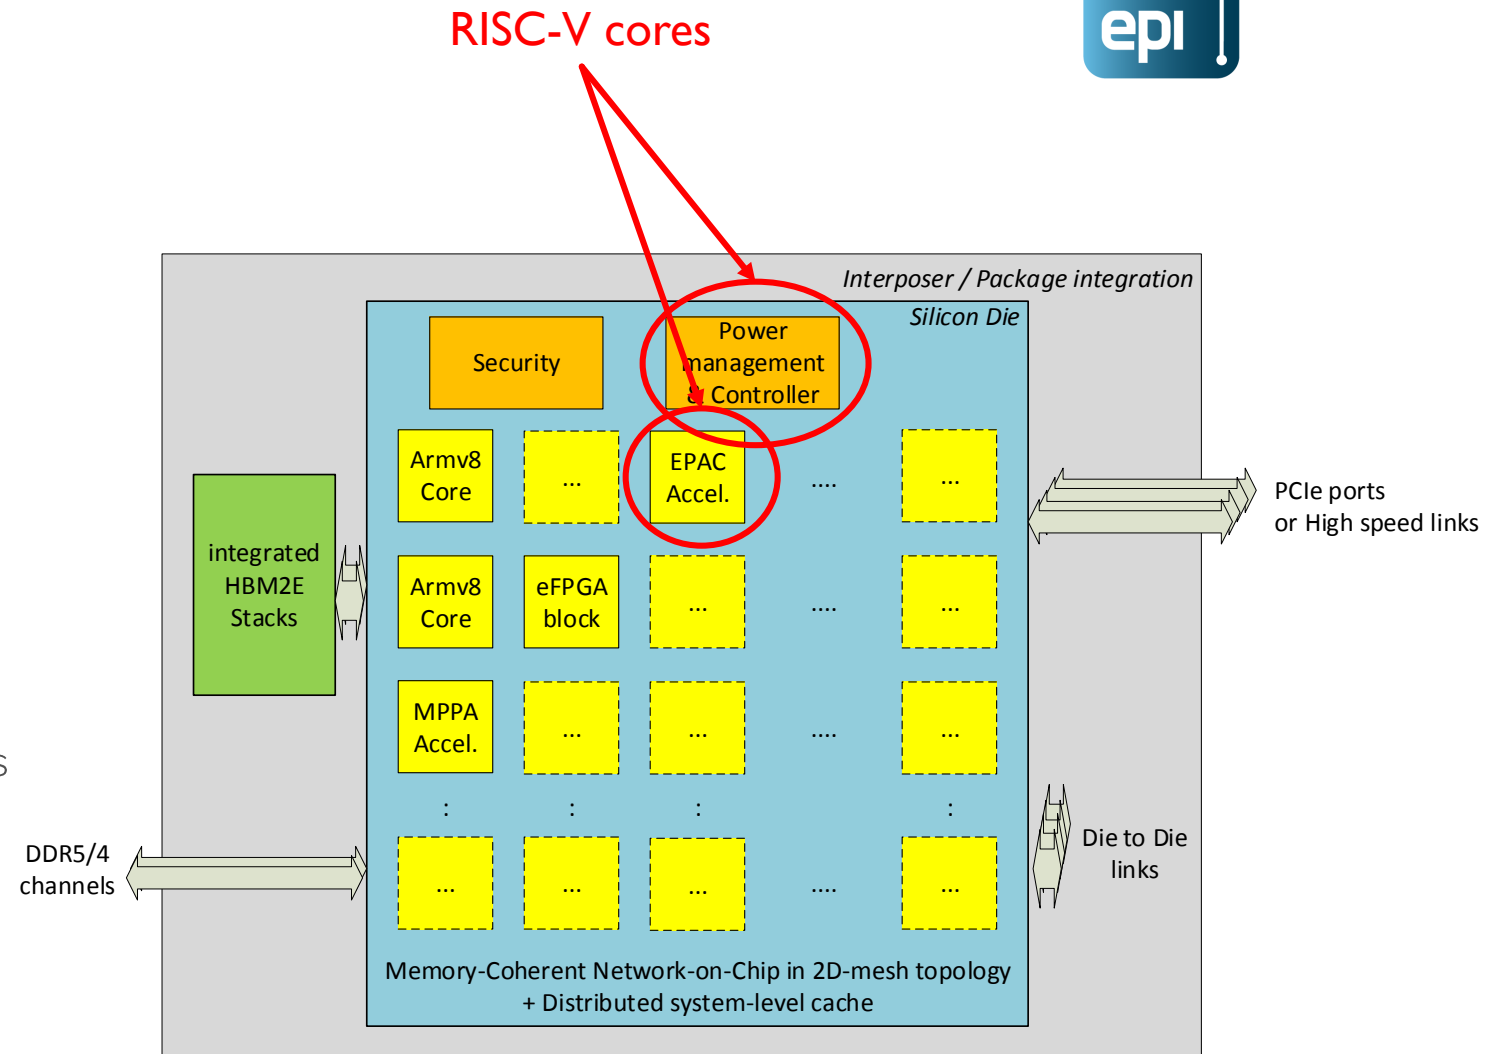 RISC-V cores
epi
Interposer / Package integration
Silicon Die
Security
Power
management
& Controller
Armv8
Core
...
EPAC
Accel.
....
...
PCIe ports
or High speed links
integrated
HBM2E
Stacks
Armv8
Core
eFPGA
block
...
....
...
MPPA
Accel.
...
...
....
...
s
:
:
:
:
DDR5/4
channels
...
...
...
....
...
Die to Die
links
Memory-Coherent Network-on-Chip in 2D-mesh topology
+ Distributed system-level cache